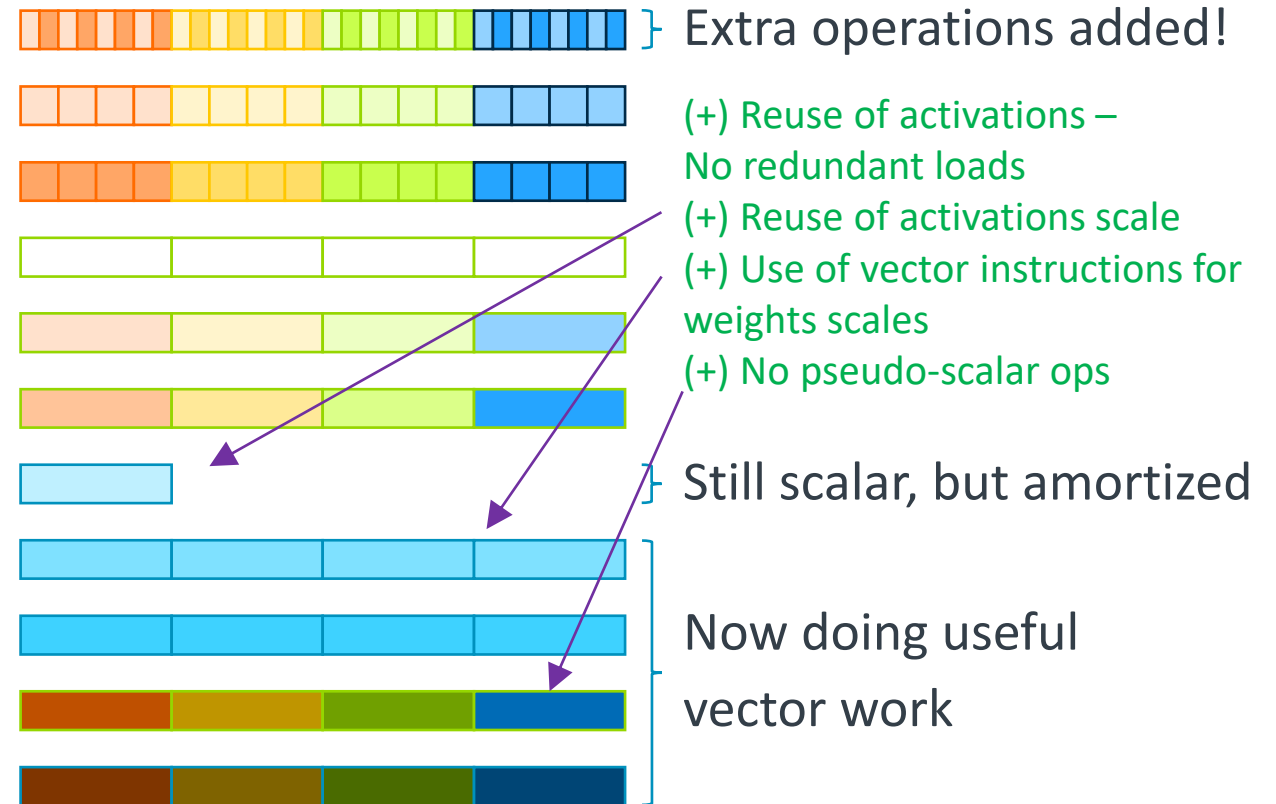 Extra operations added!
(+) Reuse of activations –
No redundant loads
(+) Reuse of activations scale
(+) Use of vector instructions for
weights scales
(+) No pseudo-scalar ops
Still scalar, but amortized
Now doing useful
vector work